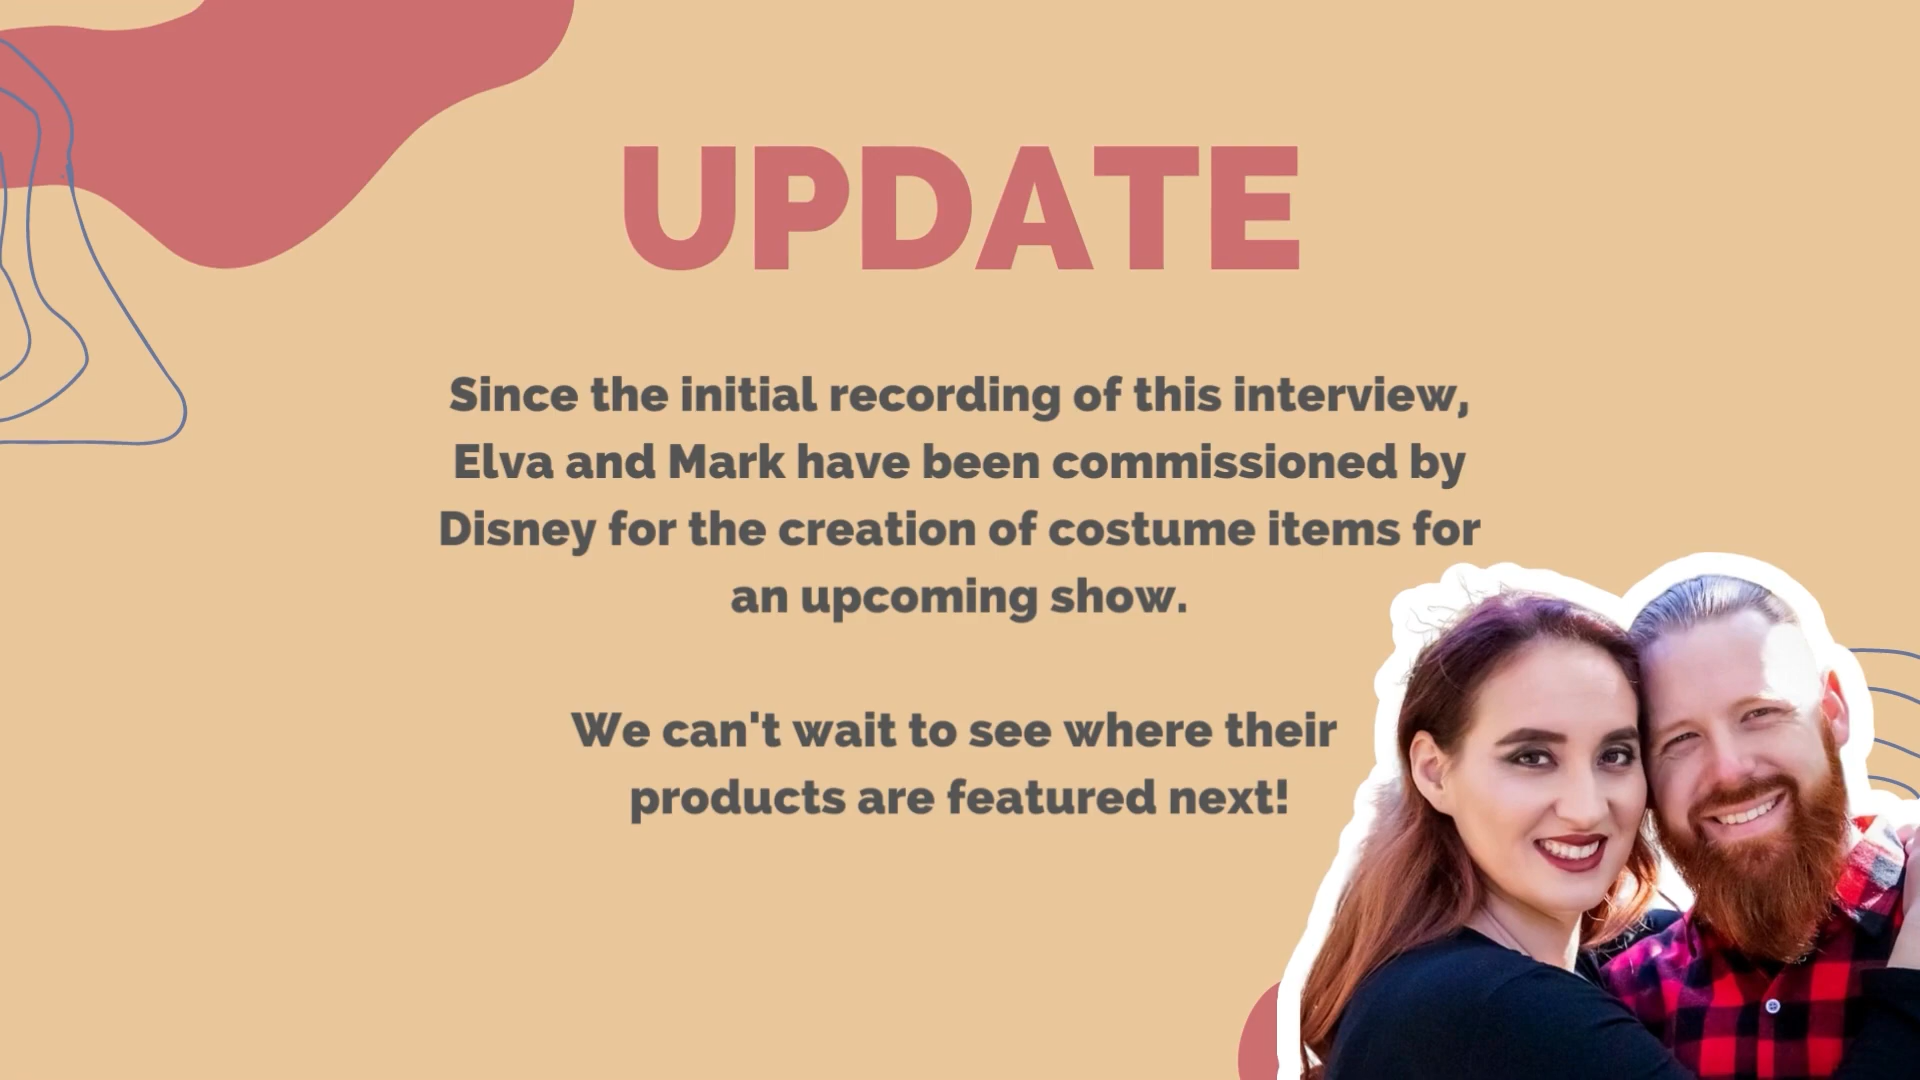 UPDATE
Since the initial recording of this interview,
Elva and Mark have been commissioned by
Disney for the creation of costume items for
an upcoming show.
We can't wait to see where their
products are featured next!